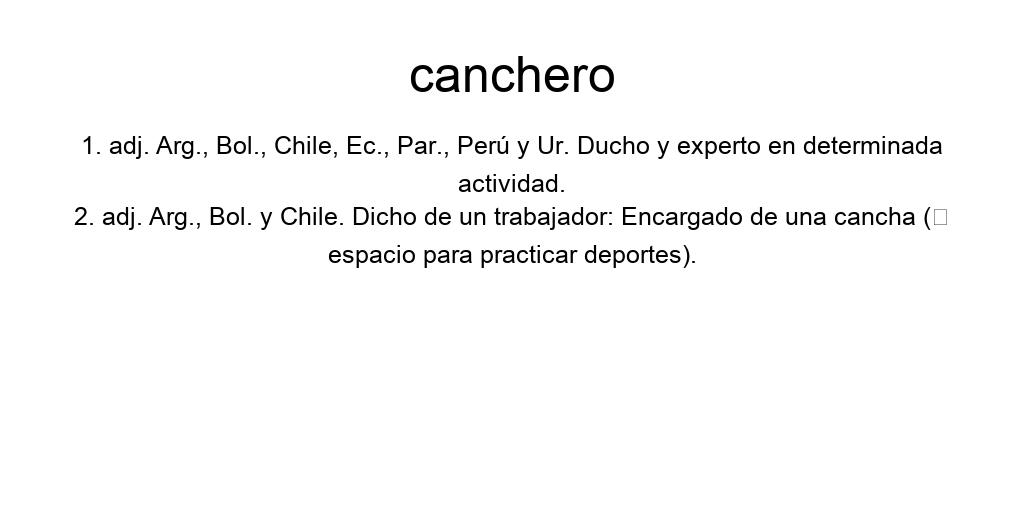 canchero
1. adj. Arg., Bol., Chile, Ec., Par., Perú y Ur. Ducho y experto en determinada
actividad.
2. adj. Arg., Bol. y Chile. Dicho de un trabajador: Encargado de una cancha (□
espacio para practicar deportes).